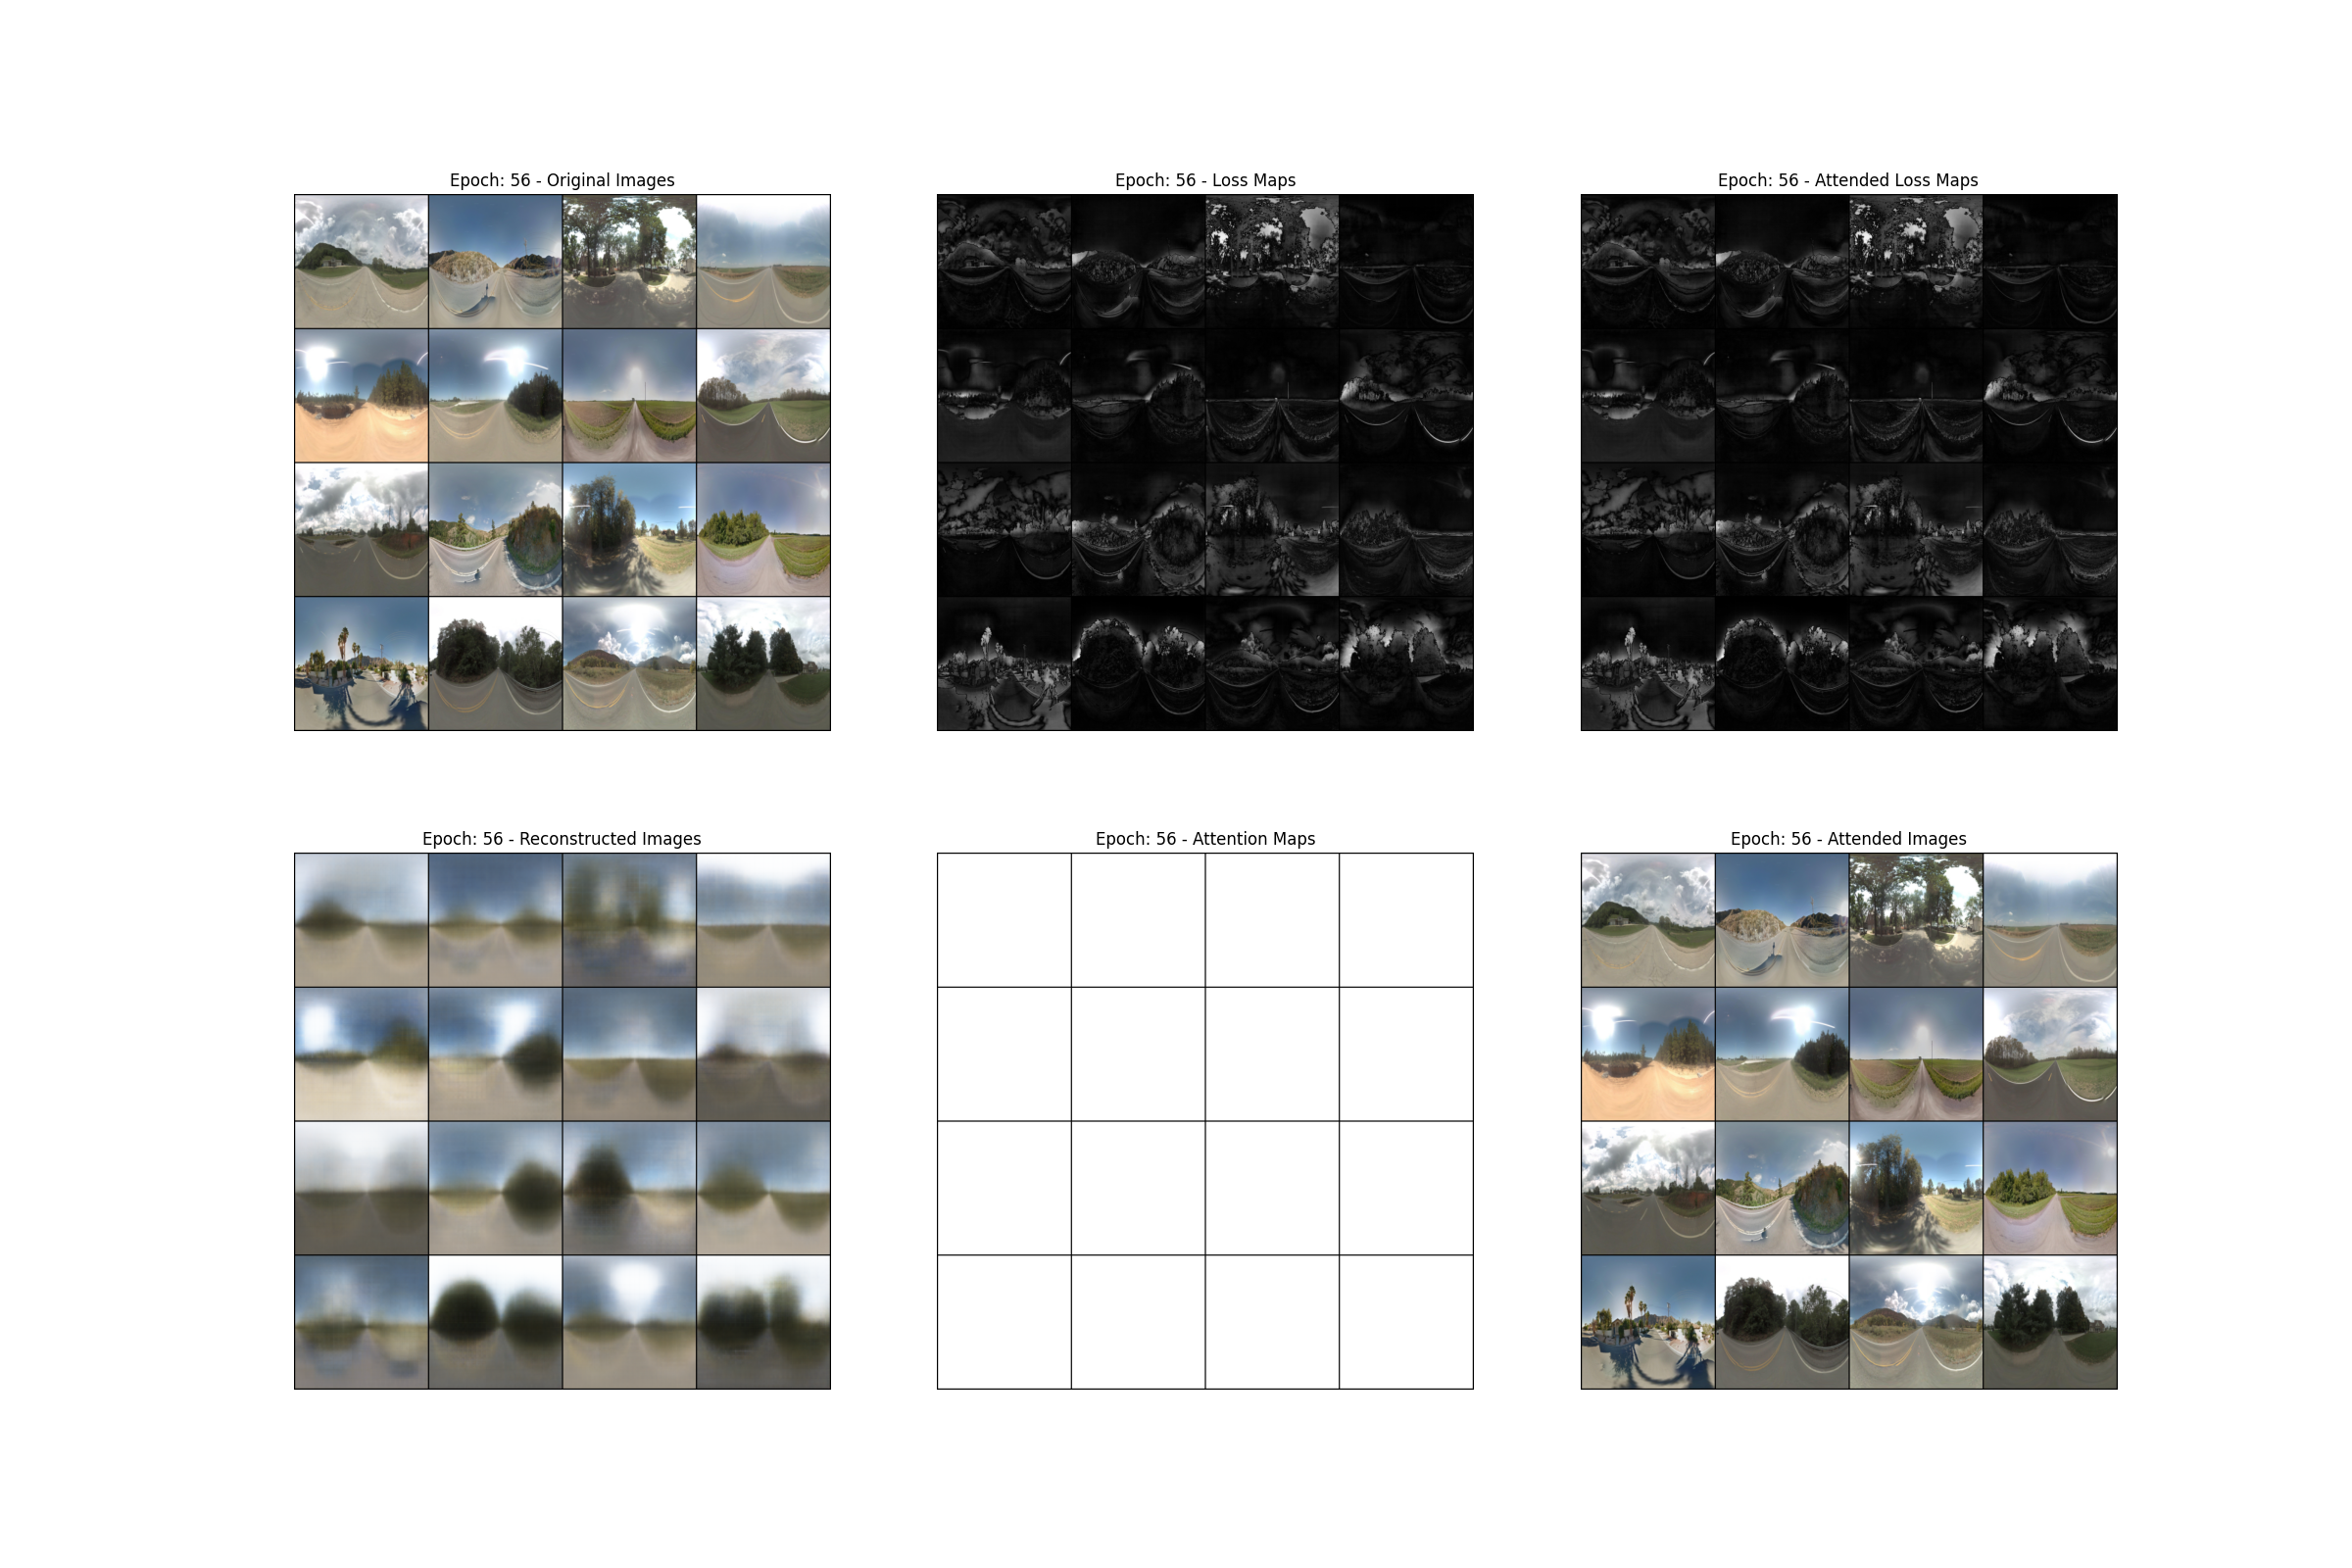 Epoch: 56 - Original Images
Epoch: 56 - Loss Maps
Epoch: 56 - Attended Loss Maps
Epoch: 56 - Reconstructed Images
Epoch: 56 - Attention Maps
Epoch: 56 - Attended Images